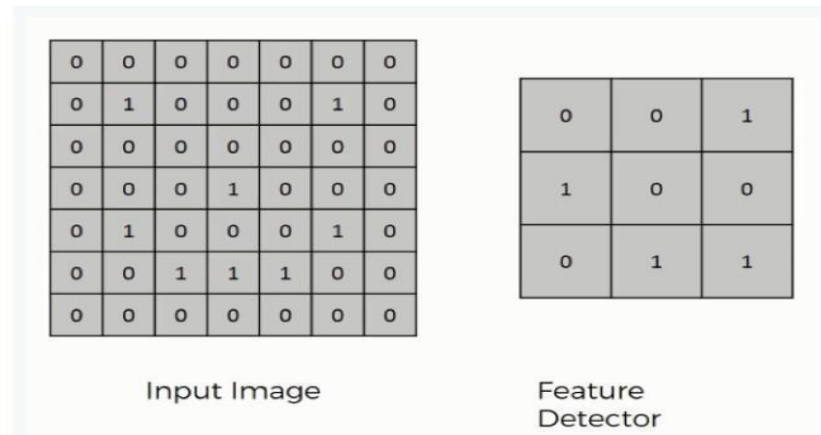 0 0 0 0 0 0 0
0 1 0 0 0 1 0
0 0 0 0 0 0 0
0 0 0 1 0 0 0
0 1 0 0 0 1 0
0 0 1 1 1 0 0
0 0 0 0 0 0 0
Input Image
0 0 1
1 0 0
0 1 1
Feature
Detector